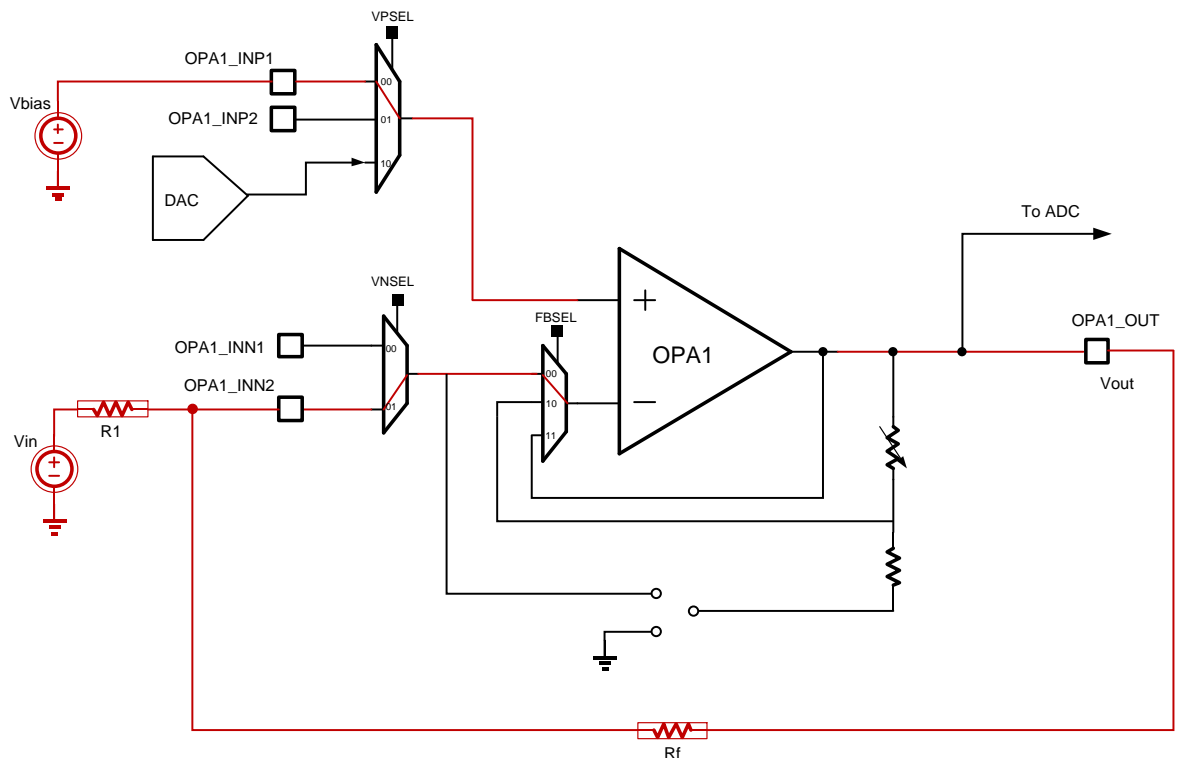 VPSEL
OPA1_INP1
00
Vbias
OPA1_INP2
01
10
DAC
To ADC
VNSEL
FBSEL
OPA1_OUT
OPA1_INN1
00
OPA1
00
OPA1_INN2
Vout
01
10
R1
Vin
11
Rf